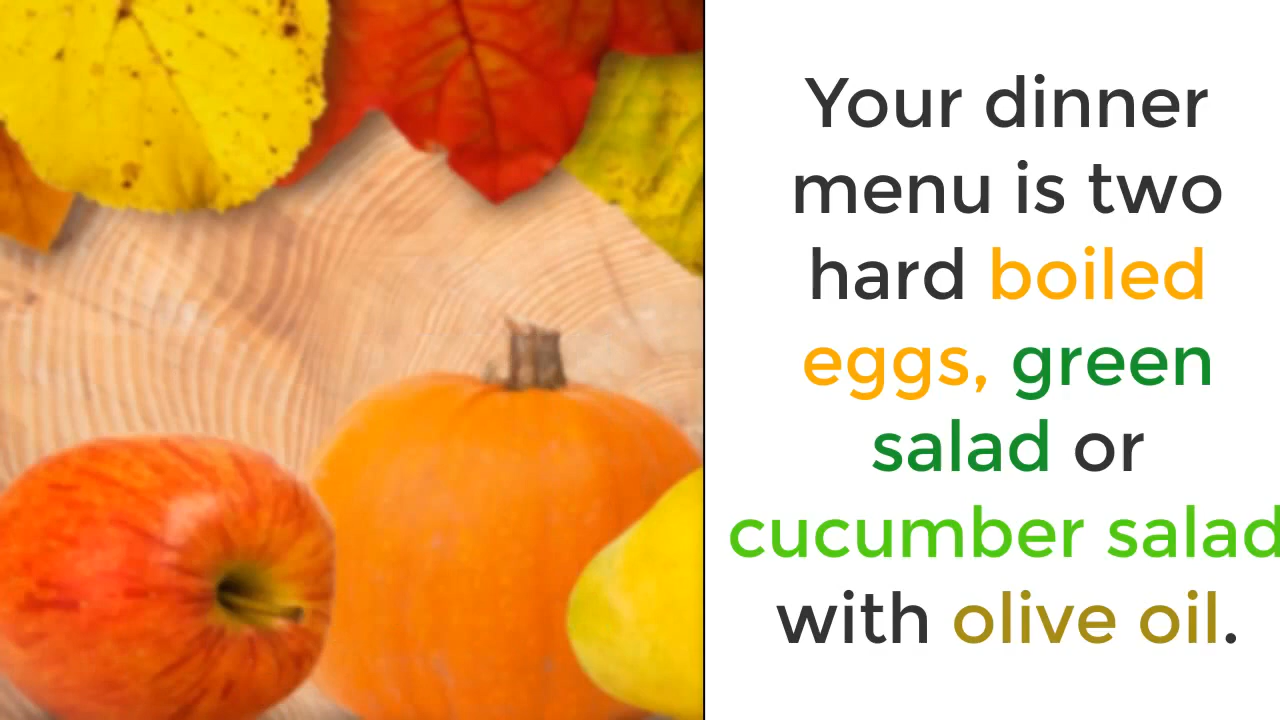 Your dinner
menu is two
hard boiled
eggs, green
salad or
cucumber salad
with olive oil.